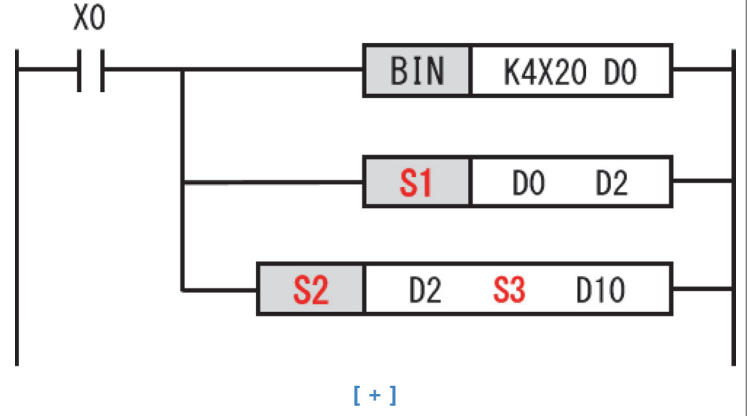 X0
BIN K4X20 D0
S1 D0 D2
S2 D2 S3 D10
[ + ]